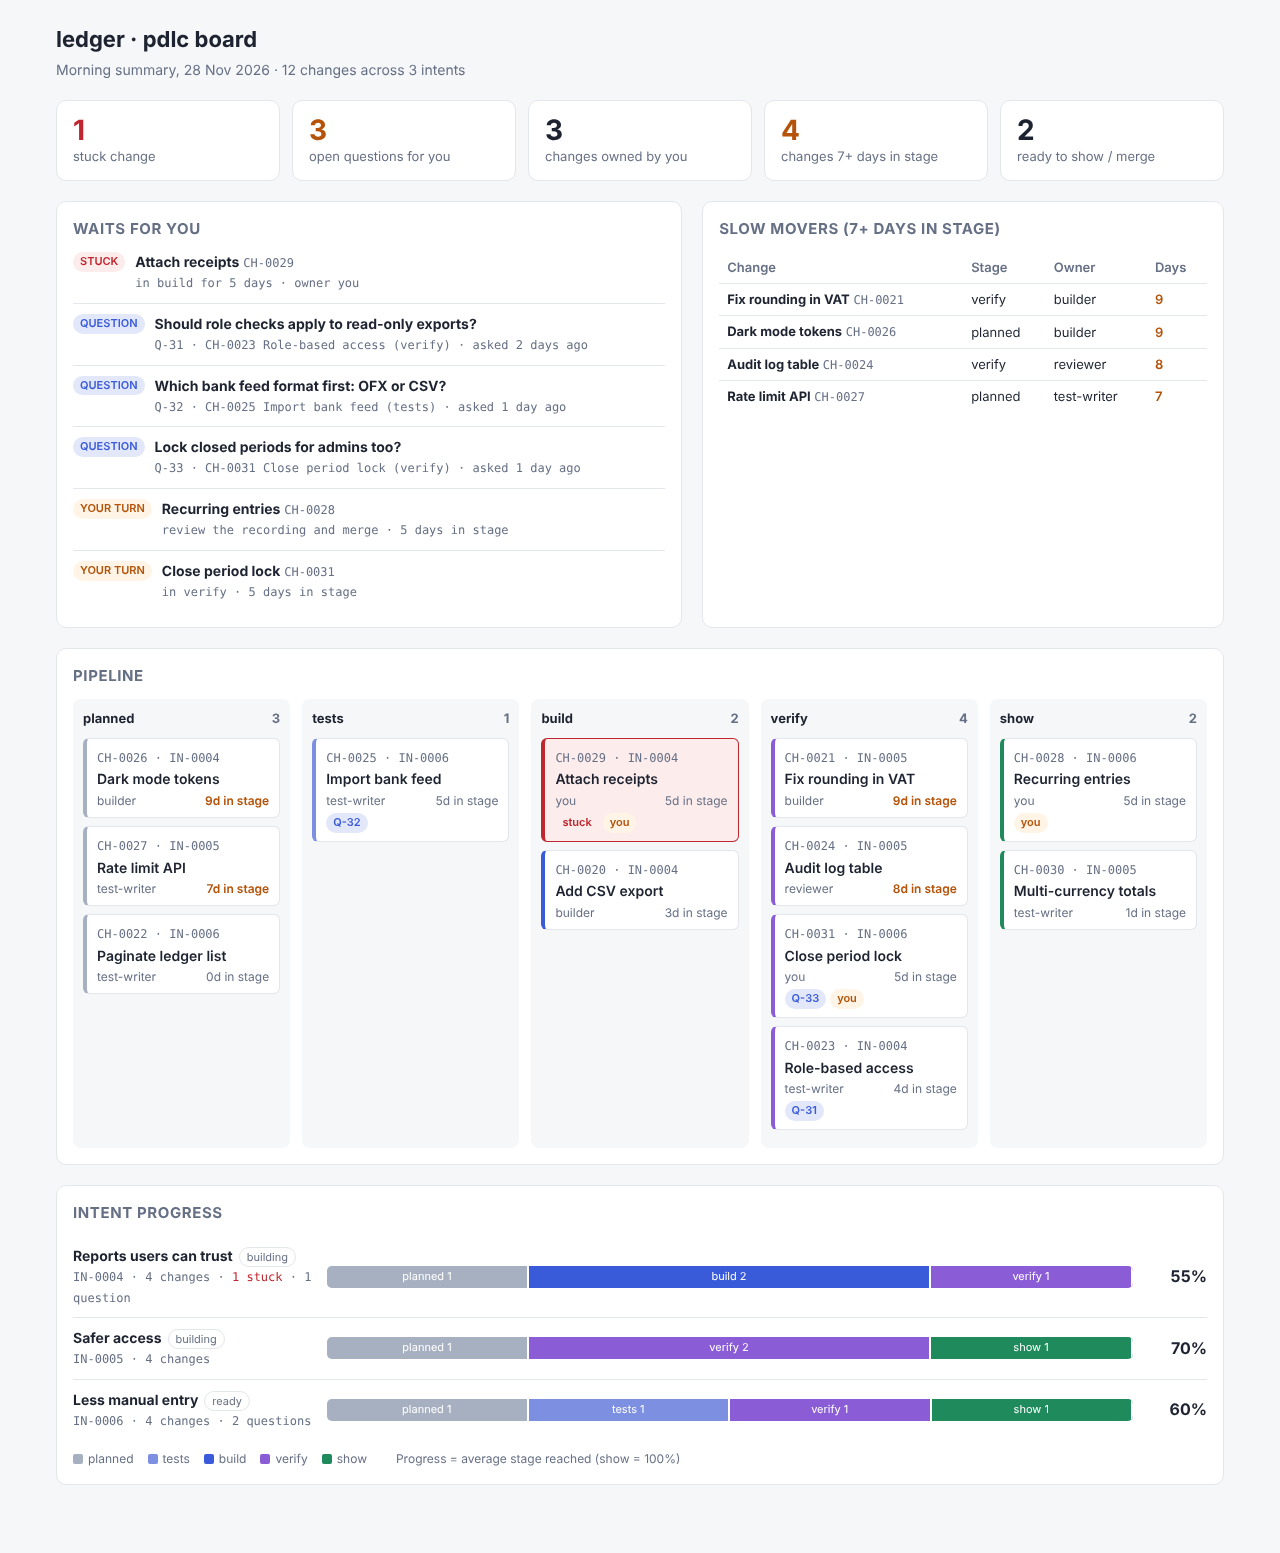 ledger · pdlc board
Morning summary, 28 Nov 2026 · 12 changes across 3 intents
1
stuck change
3
open questions for you
3
changes owned by you
4
changes 7+ days in stage
2
ready to show / merge
WAITS FOR YOU
STUCK Attach receipts CH-0029
in build for 5 days · owner you
QUESTION Should role checks apply to read-only exports?
Q-31 · CH-0023 Role-based access (verify) · asked 2 days ago
QUESTION Which bank feed format first: OFX or CSV?
Q-32 · CH-0025 Import bank feed (tests) · asked 1 day ago
QUESTION Lock closed periods for admins too?
Q-33 · CH-0031 Close period lock (verify) · asked 1 day ago
YOUR TURN Recurring entries CH-0028
review the recording and merge · 5 days in stage
YOUR TURN Close period lock CH-0031
in verify · 5 days in stage
SLOW MOVERS (7+ DAYS IN STAGE)
Change Stage Owner Days
Fix rounding in VAT CH-0021 verify builder 9
Dark mode tokens CH-0026 planned builder 9
Audit log table CH-0024 verify reviewer 8
Rate limit API CH-0027 planned test-writer 7
PIPELINE
planned 3
CH-0026 · IN-0004
Dark mode tokens
builder 9d in stage
CH-0027 · IN-0005
Rate limit API
test-writer 7d in stage
CH-0022 · IN-0006
Paginate ledger list
test-writer 0d in stage
tests 1
CH-0025 · IN-0006
Import bank feed
test-writer 5d in stage
Q-32
build 2
CH-0029 · IN-0004
Attach receipts
you 5d in stage
stuck you
CH-0020 · IN-0004
Add CSV export
builder 3d in stage
verify 4
CH-0021 · IN-0005
Fix rounding in VAT
builder 9d in stage
CH-0024 · IN-0005
Audit log table
reviewer 8d in stage
CH-0031 · IN-0006
Close period lock
you 5d in stage
Q-33 you
CH-0023 · IN-0004
Role-based access
test-writer 4d in stage
Q-31
show 2
CH-0028 · IN-0006
Recurring entries
you 5d in stage
you
CH-0030 · IN-0005
Multi-currency totals
test-writer 1d in stage
INTENT PROGRESS
Reports users can trust building
IN-0004 · 4 changes · 1 stuck · 1
question
planned 1 build 2 verify 1 55%
Safer access building
IN-0005 · 4 changes
planned 1 verify 2 show 1 70%
Less manual entry ready
IN-0006 · 4 changes · 2 questions
planned 1 tests 1 verify 1 show 1 60%
planned tests build verify show Progress = average stage reached (show = 100%)